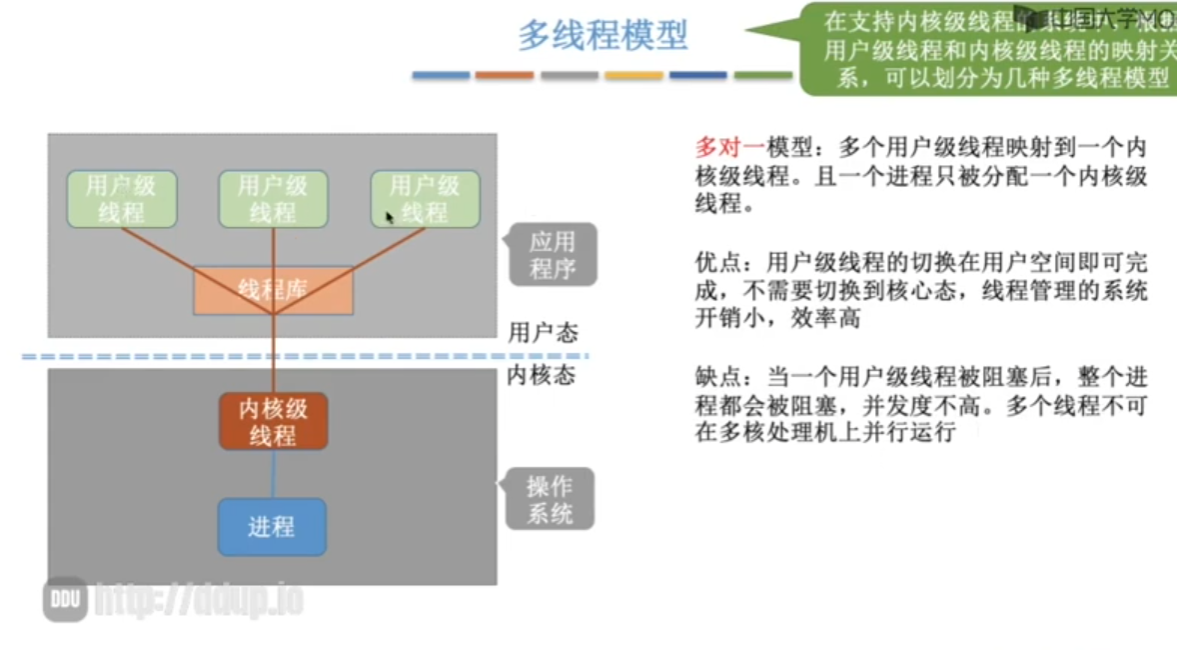 多线程模型
中国大学MO
在支持内核级线程
用户级线程和内核级线程的映射关
系，可以划分为几种多线程模型
用户级
线程
用户级
线程
用户级
线程
线程库
应用
程序
用户态
内核态
内核级
线程
进程
操作
系统
多对一模型：多个用户级线程映射到一个内
核级线程。且一个进程只被分配一个内核级
线程。
优点：用户级线程的切换在用户空间即可完
成，不需要切换到核心态，线程管理的系统
开销小，效率高
缺点：当一个用户级线程被阻塞后，整个进
程都会被阻塞，并发度不高。多个线程不可
在多核处理机上并行运行
DDU http://ddup.io